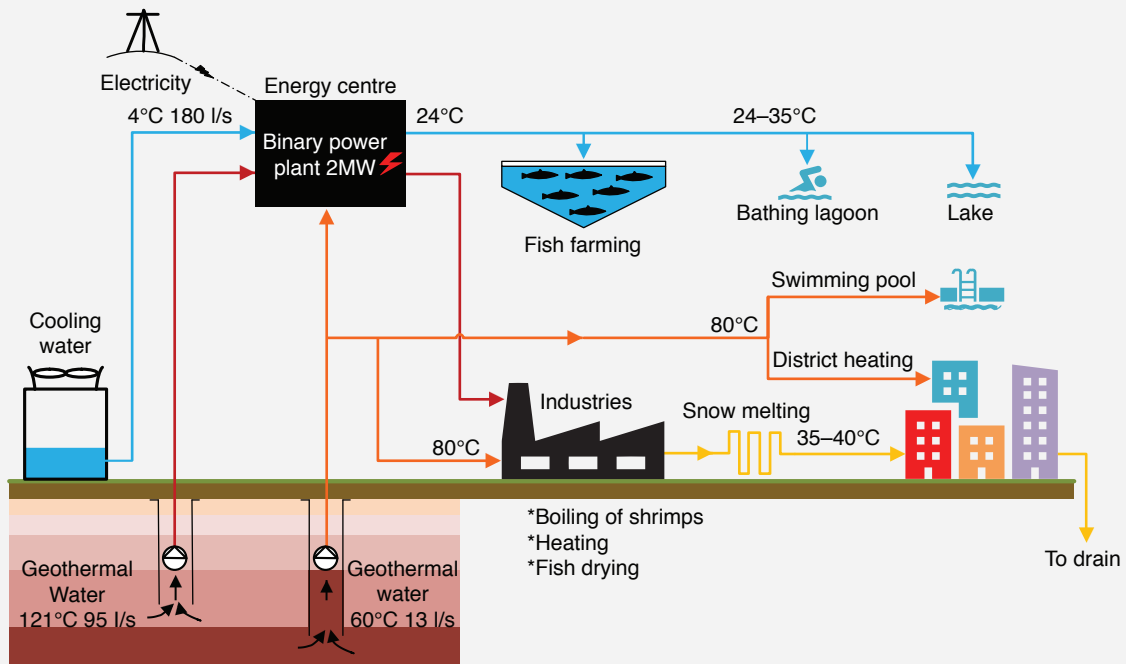 Electricity
Energy centre
4°C 180 l/s
Binary power
plant 2MW
24°C
24–35°C
Fish farming
Bathing lagoon
Lake
Swimming pool
80°C
District heating
Cooling
water
Industries
Snow melting
80°C
35–40°C
*Boiling of shrimps
*Heating
*Fish drying
To drain
Geothermal
Water
121°C 95 l/s
Geothermal
water
60°C 13 l/s